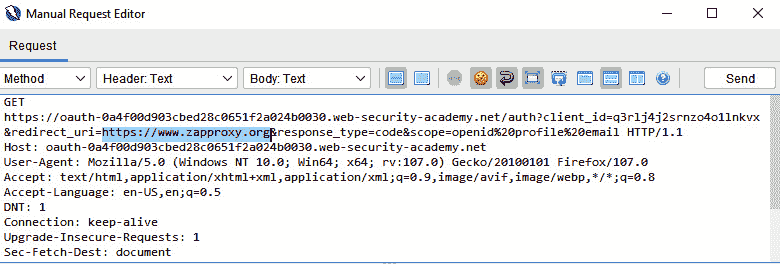 Manual Request Editor
Request
Method Header: Text Body: Text Send
GET
https://oauth-0a4f00d903cbed28c0651f2a024b0030.web-security-academy.net/auth?client_id=q3rlj4j2srnzo4o1lnkvx
&redirect_uri=https://www.zapproxy.org&response_type=code&scope=openid%20profile%20email HTTP/1.1
Host: oauth-0a4f00d903cbed28c0651f2a024b0030.web-security-academy.net
User-Agent: Mozilla/5.0 (Windows NT 10.0; Win64; x64; rv:107.0) Gecko/20100101 Firefox/107.0
Accept: text/html,application/xhtml+xml,application/xml;q=0.9,image/avif,image/webp,*/*;q=0.8
Accept-Language: en-US,en;q=0.5
DNT: 1
Connection: keep-alive
Upgrade-Insecure-Requests: 1
Sec-Fetch-Dest: document